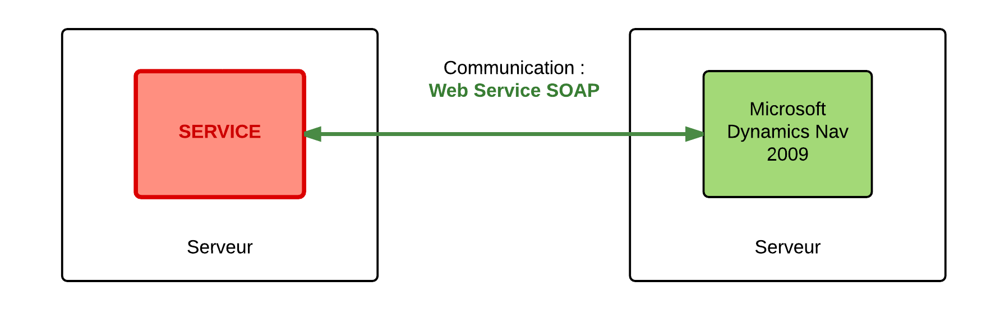 Communication :
Web Service SOAP
SERVICE
Microsoft
Dynamics Nav
2009
Serveur
Serveur